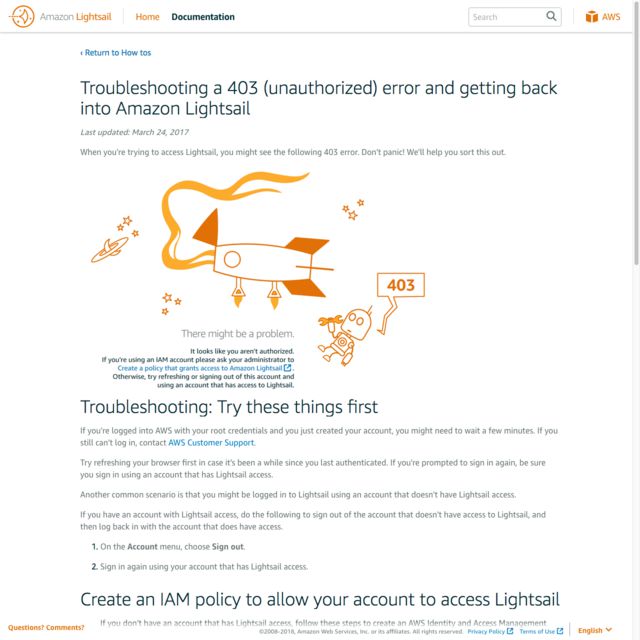 Amazon Lightsail
Home
Documentation
Search
AWS
‹ Return to How tos
Troubleshooting a 403 (unauthorized) error and getting back
into Amazon Lightsail
Last updated: March 24, 2017
When you're trying to access Lightsail, you might see the following 403 error. Don't panic! We'll help you sort this out.
403
There might be a problem.
It looks like you aren't authorized.
If you're using an IAM account please ask your administrator to
Create a policy that grants access to Amazon Lightsail .
Otherwise, try refreshing or signing out of this account and
using an account that has access to Lightsail.
Troubleshooting: Try these things first
If you're logged into AWS with your root credentials and you just created your account, you might need to wait a few minutes. If you
still can't log in, contact AWS Customer Support.
Try refreshing your browser first in case it's been a while since you last authenticated. If you're prompted to sign in again, be sure
you sign in using an account that has Lightsail access.
Another common scenario is that you might be logged in to Lightsail using an account that doesn't have Lightsail access.
If you have an account with Lightsail access, do the following to sign out of the account that doesn't have access to Lightsail, and
then log back in with the account that does have access.
1. On the Account menu, choose Sign out.
2. Sign in again using your account that has Lightsail access.
Create an IAM policy to allow your account to access Lightsail
If you don't have an account that has Lightsail access, follow these steps to create an AWS Identity and Access Management
Questions? Comments?
©2008-2018, Amazon Web Services, Inc. or its affiliates. All rights reserved. Privacy Policy Terms of Use English